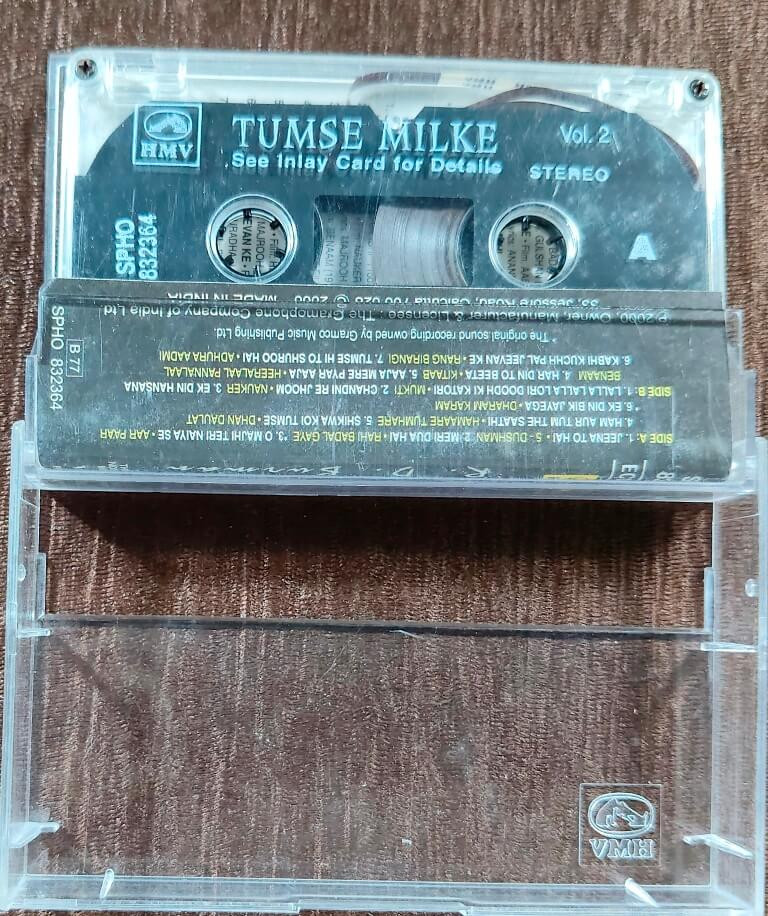 HMV
TUMSE MILKE
Vol. 2
See Inlay Card for Details
STEREO
SPHO
832364
A
SIDE A: 1. JEENA TO HAI • 5 - DUSHMAN 2. MERI DUA HAI • RAHI BADAL GAYE *3. O MAJHI TERI NAIYA SE • AAR PAAR
4. HAM AUR TUM THE SAATHI • HAMAARE TUMHARE 5. SHIKWA KOI TUMSE • DHAN DAULAT
*6. EK DIN BIK JAYEGA • DHARAM KARAM
SIDE B: 1. LALLA LALLA LORI DOODH KI KATORI • MUKTI 2. CHANDNI RE JHOOM • NAUKER 3. EK DIN HANSANA
BENAAM 4. HAR DIN JO BEETA • KITAB 5. AAJA MERE PYAR AAJA • HEERALAAL PANNALAAL
6. KABHI KUCHH PAL JEEVAN KE • RANG BIRANGI 7. TUMSE HI TO SHUROO HAI • ADHURA AADMI
* The original sound recording owned by Gramco Music Publishing Ltd.
℗ 2000, Owner, Manufacturer & Licensee : The Gramophone Company of India Ltd
33, Jessore Road, Calcutta 700 028 © 2000 MADE IN INDIA
B 77
SPHO 832364
R. D. Burman
HMV